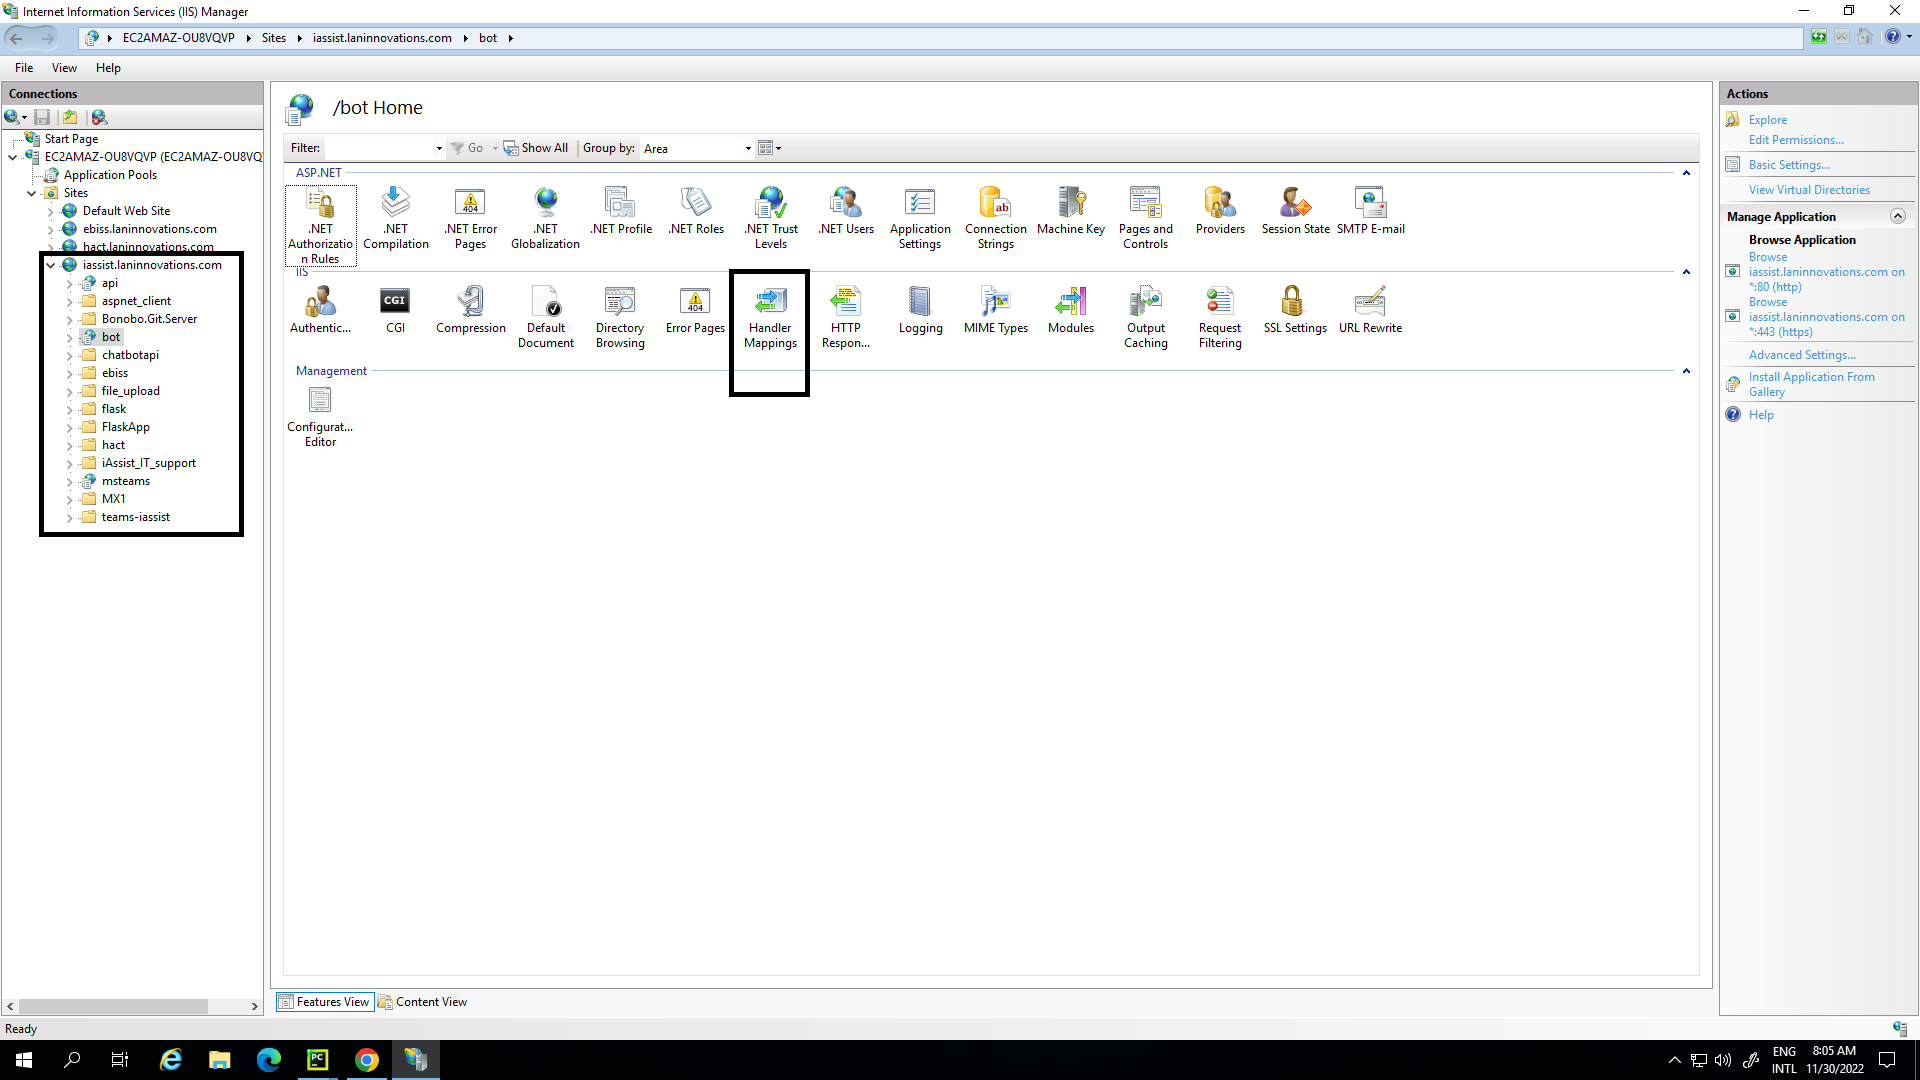 Internet Information Services (IIS) Manager
EC2AMAZ-OU8VQVP
Sites
iassist.laninnovations.com
bot
File
View
Help
Connections
Start Page
EC2AMAZ-OU8VQVP (EC2AMAZ-OU8VQ
Application Pools
Sites
Default Web Site
ebiss.laninnovations.com
hact.laninnovations.com
iassist.laninnovations.com
api
aspnet_client
Bonobo.Git.Server
bot
chatbotapi
ebiss
file_upload
flask
FlaskApp
hact
iAssist_IT_support
msteams
MX1
teams-iassist
/bot Home
Filter:
Go
Show All
Group by:
Area
ASP.NET
.NET
Authorizatio
n Rules
.NET
Compilation
.NET Error
Pages
.NET
Globalization
.NET Profile
.NET Roles
.NET Trust
Levels
.NET Users
Application
Settings
Connection
Strings
Machine Key
Pages and
Controls
Providers
Session State
SMTP E-mail
IIS
Authentic...
CGI
CGI
Compression
Default
Document
Directory
Browsing
404
Error Pages
Handler
Mappings
HTTP
Respon...
Logging
MIME Types
Modules
Output
Caching
Request
Filtering
SSL Settings
URL Rewrite
Management
Configurat...
Editor
Features View
Content View
Actions
Explore
Edit Permissions...
Basic Settings...
View Virtual Directories
Manage Application
Browse Application
Browse
iassist.laninnovations.com on
*:80 (http)
Browse
iassist.laninnovations.com on
*:443 (https)
Advanced Settings...
Install Application From
Gallery
Help
Ready
PC
ENG
INTL
8:05 AM
11/30/2022